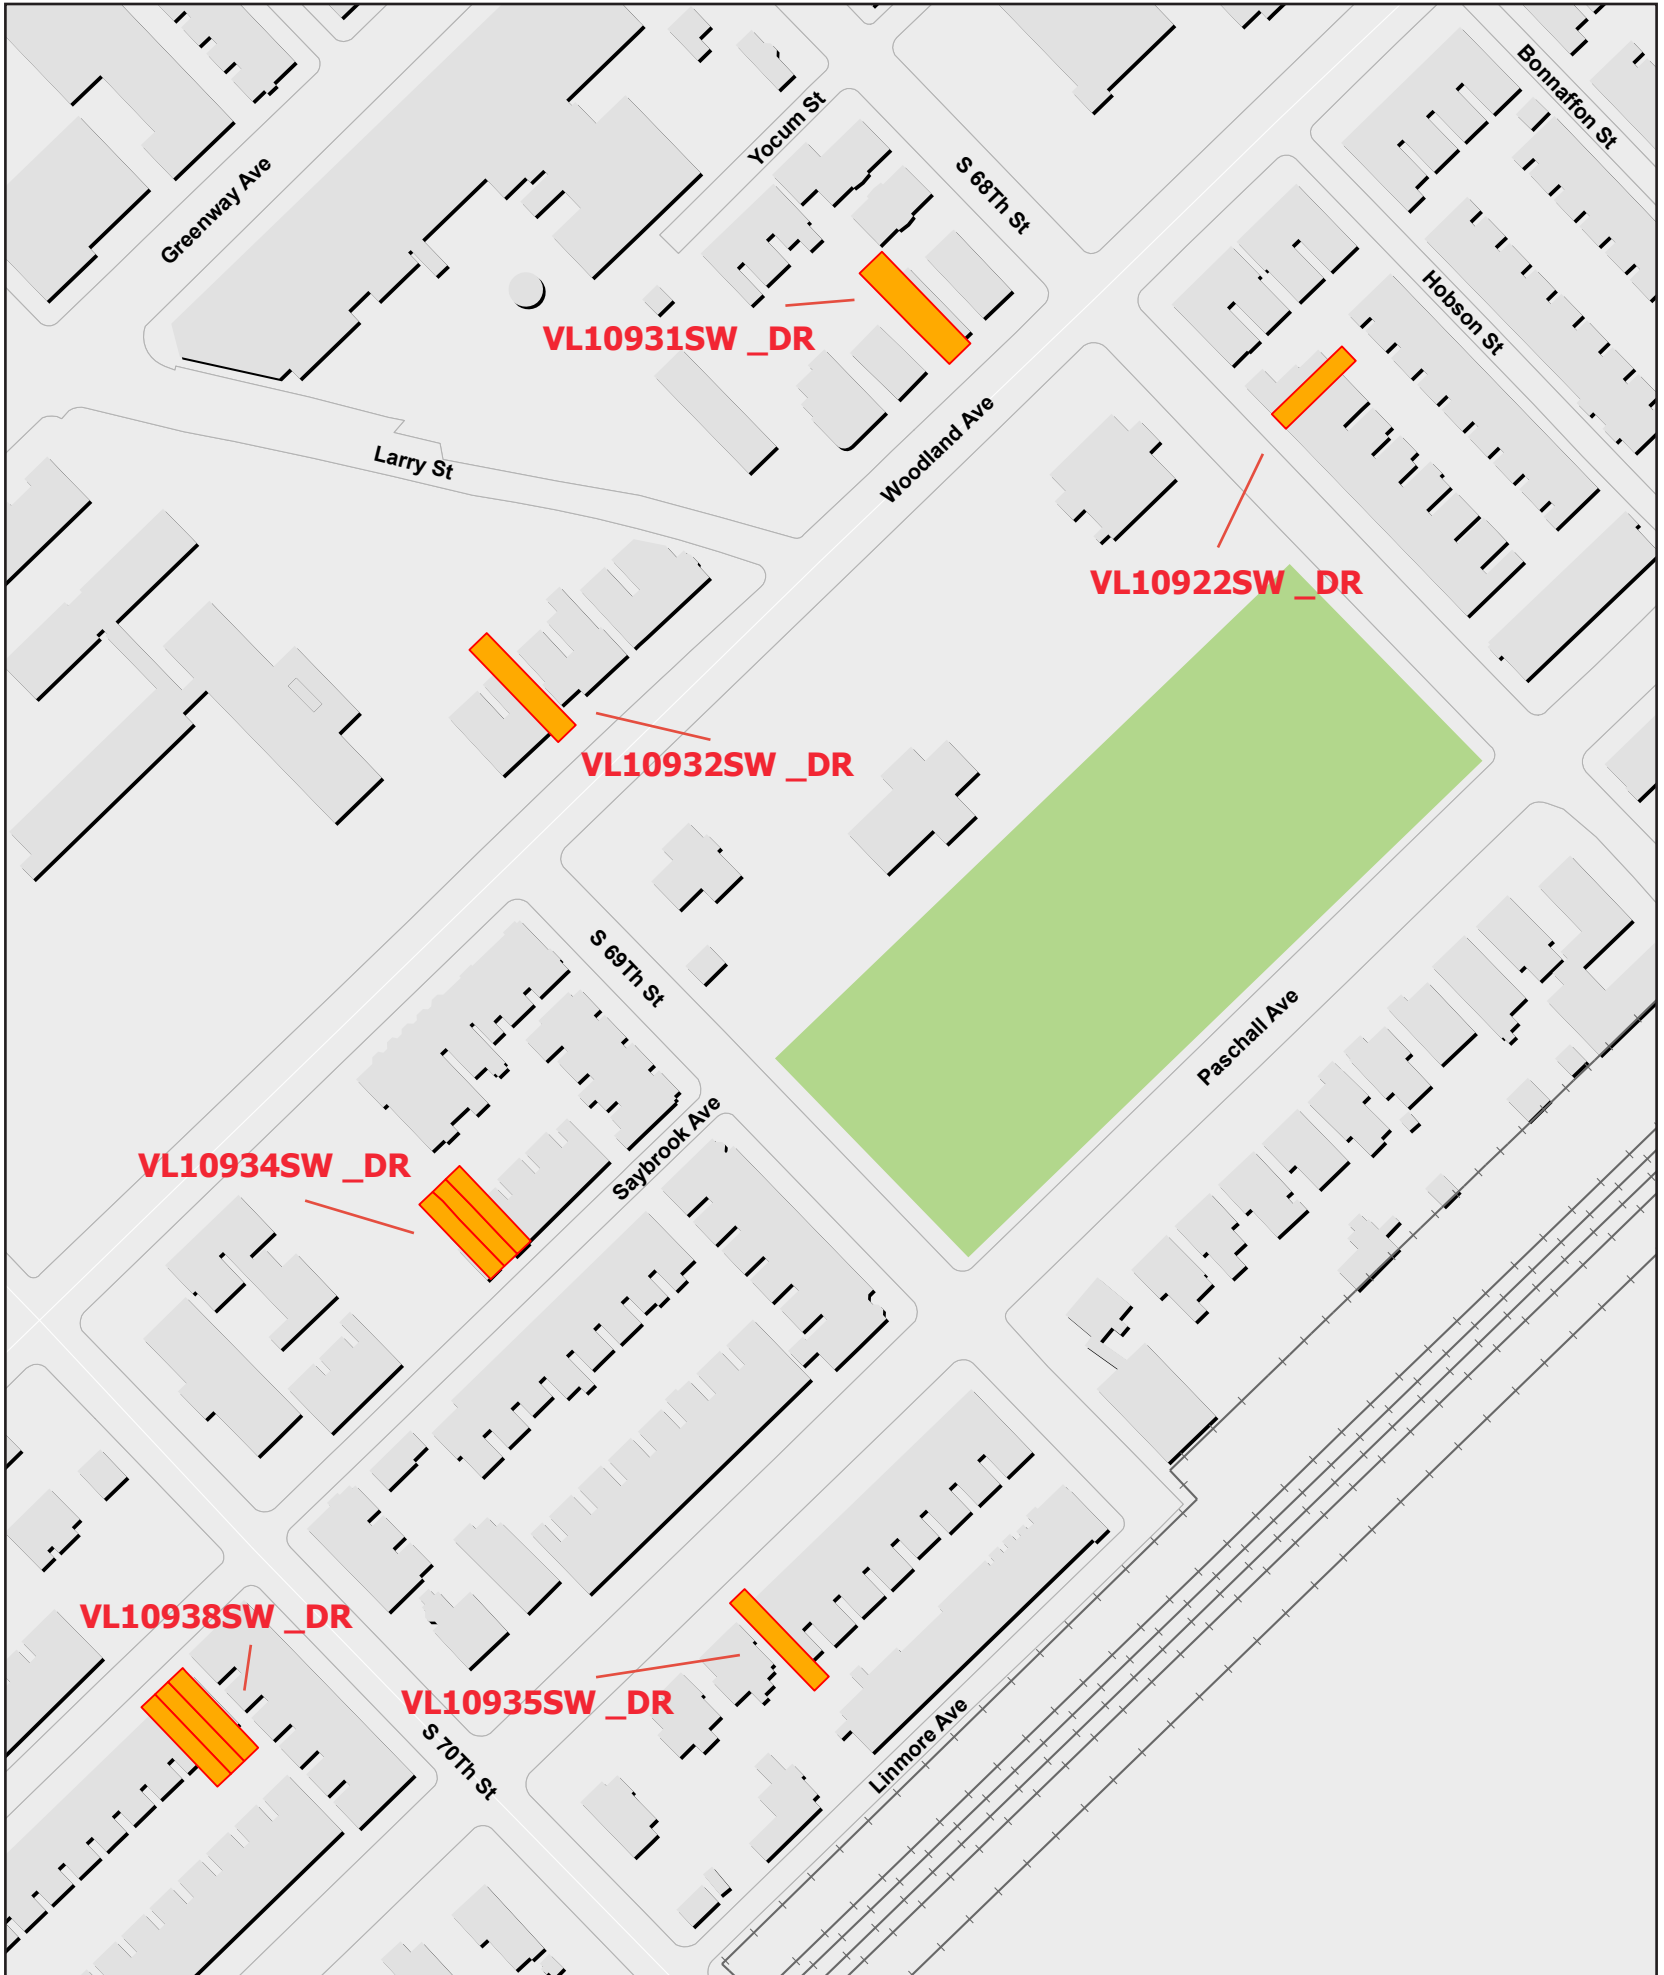 Bonnaffon St
Yocum St
S 68Th St
Greenway Ave
Hobson St
VL10931SW _DR
Woodland Ave
Larry St
VL10922SW _DR
VL10932SW _DR
S 69Th St
Paschall Ave
Saybrook Ave
VL10934SW _DR
VL10938SW _DR
VL10935SW _DR
S 70Th St
Linmore Ave